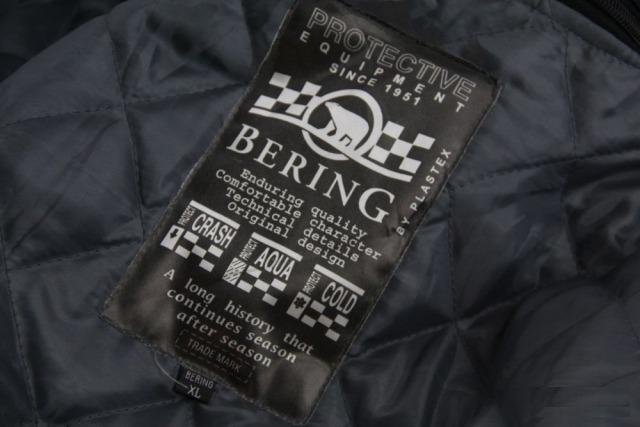 PROTECTIVE
EQUIPMENT
SINCE 1951
BERING
BY PLASTEX
Enduring quality
Comfortable character
Technical details
original design
PROTECT CRASH
PROTECT AQUA
PROTECT COLD
A long history that
continues season
after season
TRADE MARK
BERING
XL